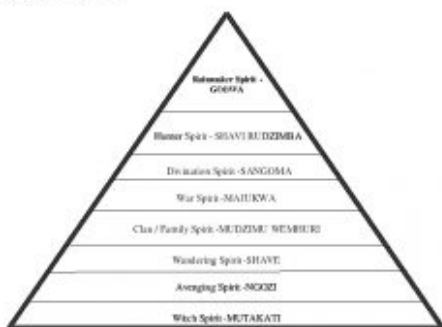 Rainmaker Spirit -
GOSWA
Hunter Spirit - SHAVI RUDZIMBA
Divination Spirit -SANGOMA
War Spirit -MAJUKWA
Clan / Family Spirit -MUDZIMU WEMHURI
Wandering Spirit -SHAVE
Avenging Spirit -NGOZI
Witch Spirit -MUTAKATI